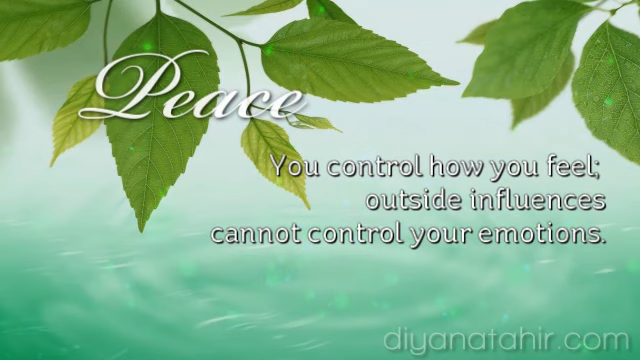 Peace
You control how you feel;
outside influences
cannot control your emotions.
diyanatahir.com